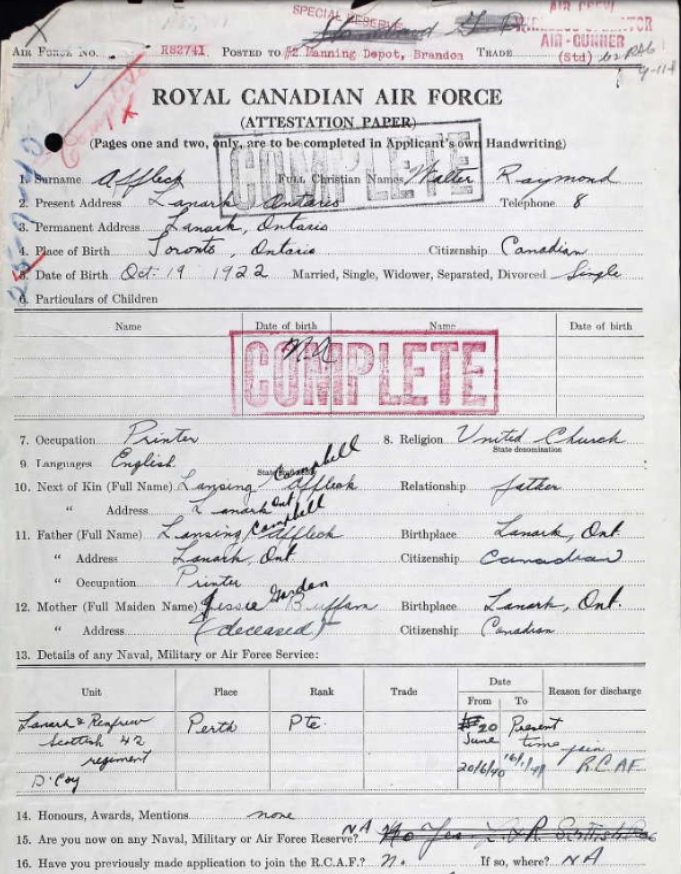 SPECIAL RESERVE
AIR CREW
OPERATOR
AIR FORCE NO. R82741 POSTED TO #2 Manning Depot, Brandon TRADE AIR-GUNNER
(Std)
ROYAL CANADIAN AIR FORCE
(ATTESTATION PAPER)
(Pages one and two, only, are to be completed in Applicant's own Handwriting)
COMPLETE
1. Surname Affleck Full Christian Names Walter Raymond
2. Present Address Lanark Ontario Telephone 8
3. Permanent Address Lanark, Ontario
4. Place of Birth Toronto, Ontario Citizenship Canadian
5. Date of Birth Oct. 19 1922 Married, Single, Widower, Separated, Divorced Single
6. Particulars of Children
Name Date of birth Name Date of birth
N.A
COMPLETE
7. Occupation Printer 8. Religion United Church
State denomination
9. Languages English
10. Next of Kin (Full Name) Lansing Campbell Affleck Relationship father
" Address Lanark Ont
11. Father (Full Name) Lansing Campbell Affleck Birthplace Lanark, Ont.
" Address Lanark, Ont Citizenship Canadian
" Occupation Printer
12. Mother (Full Maiden Name) Jessie Gordon Buffam Birthplace Lanark, Ont.
" Address (deceased) Citizenship Canadian
13. Details of any Naval, Military or Air Force Service:
Unit Place Rank Trade Date From To Reason for discharge
Lanark & Renfrew Perth Pte. 20 Present
Scottish 42 June time join
regiment 20/6/40 R.C.A.F.
D. Coy
14. Honours, Awards, Mentions none
15. Are you now on any Naval, Military or Air Force Reserve? NA No Yes L & R Scottish
16. Have you previously made application to join the R.C.A.F.? No If so, where? NA